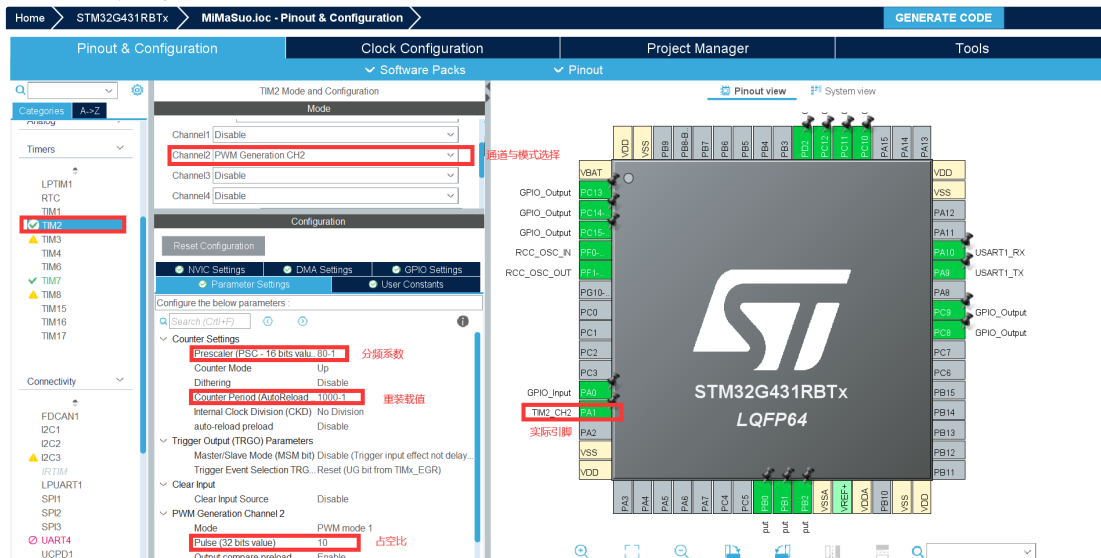 Home STM32G431RBTx MiMaSuo.ioc - Pinout & Configuration GENERATE CODE
Pinout & Configuration Clock Configuration Project Manager Tools
Software Packs Pinout
TIM2 Mode and Configuration
Mode
Pinout view System view
Categories A->Z
Analog
Timers
LPTIM1
RTC
TIM1
TIM2
TIM3
TIM4
TIM6
TIM7
TIM8
TIM15
TIM16
TIM17
Connectivity
FDCAN1
I2C1
I2C2
I2C3
IRTIM
LPUART1
SPI1
SPI2
SPI3
UART4
UCPD1
Channel1 Disable
Channel2 PWM Generation CH2
通道与模式选择
Channel3 Disable
Channel4 Disable
Configuration
Reset Configuration
NVIC Settings DMA Settings GPIO Settings
Parameter Settings User Constants
Configure the below parameters :
Search (Crtl+F)
Counter Settings
Prescaler (PSC - 16 bits valu.. 80-1
分频系数
Counter Mode Up
Dithering Disable
Counter Period (AutoReload ... 1000-1
重装载值
Internal Clock Division (CKD) No Division
auto-reload preload Disable
Trigger Output (TRGO) Parameters
Master/Slave Mode (MSM bit) Disable (Trigger input effect not delay...
Trigger Event Selection TRG... Reset (UG bit from TIMx_EGR)
Clear Input
Clear Input Source Disable
PWM Generation Channel 2
Mode PWM mode 1
Pulse (32 bits value) 10
占空比
Output compare preload Enable
VDD VSS PB9 PB8-B.. PB7 PB6 PB5 PB4 PB3 PD2 PC12 PC11 PC10 PA15 PA14 PA13
VBAT
GPIO_Output PC13
GPIO_Output PC14-..
GPIO_Output PC15-..
RCC_OSC_IN PF0-..
RCC_OSC_OUT PF1-..
PG10-..
PC0
PC1
PC2
PC3
GPIO_Input PA0
TIM2_CH2 PA1
实际引脚 PA2
VSS
VDD
STM32G431RBTx
LQFP64
VDD
VSS
PA12
PA11
PA10 USART1_RX
PA9 USART1_TX
PA8
PC9 GPIO_Output
PC8 GPIO_Output
PC7
PC6
PB15
PB14
PB13
PB12
PB11
PA3 PA4 PA5 PA6 PA7 PC4 PC5 PB0 PB1 PB2 VSSA VREF+ VDDA PB10 VSS VDD
put put put